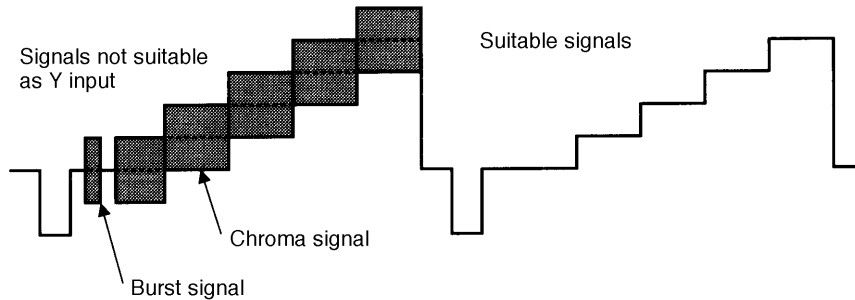 Signals not suitable
as Y input
Suitable signals
Chroma signal
Burst signal